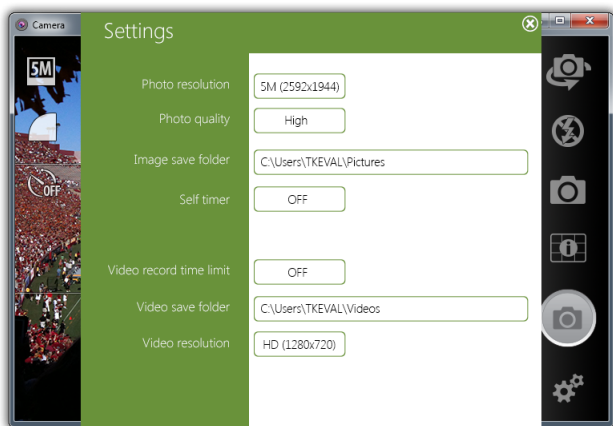 Camera
Settings
5M
OFF
Photo resolution 5M (2592x1944)
Photo quality High
Image save folder C:\Users\TKEVAL\Pictures
Self timer OFF
Video record time limit OFF
Video save folder C:\Users\TKEVAL\Videos
Video resolution HD (1280x720)